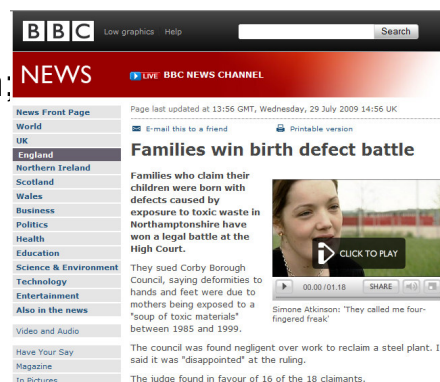 BBC Low graphics Help Search
NEWS LIVE BBC NEWS CHANNEL
News Front Page
World
UK
England
Northern Ireland
Scotland
Wales
Business
Politics
Health
Education
Science & Environment
Technology
Entertainment
Also in the news
Video and Audio
Have Your Say
Magazine
In Pictures
Page last updated at 13:56 GMT, Wednesday, 29 July 2009 14:56 UK
E-mail this to a friend Printable version
Families win birth defect battle
Families who claim their
children were born with
defects caused by
exposure to toxic waste in
Northamptonshire have
won a legal battle at the
High Court.
They sued Corby Borough
Council, saying deformities to
hands and feet were due to
mothers being exposed to a
"soup of toxic materials"
between 1985 and 1999.
CLICK TO PLAY
00.00/01.18 SHARE
Simone Atkinson: 'They called me four-
fingered freak'
The council was found negligent over work to reclaim a steel plant. I
said it was "disappointed" at the ruling.
The judge found in favour of 16 of the 18 claimants.